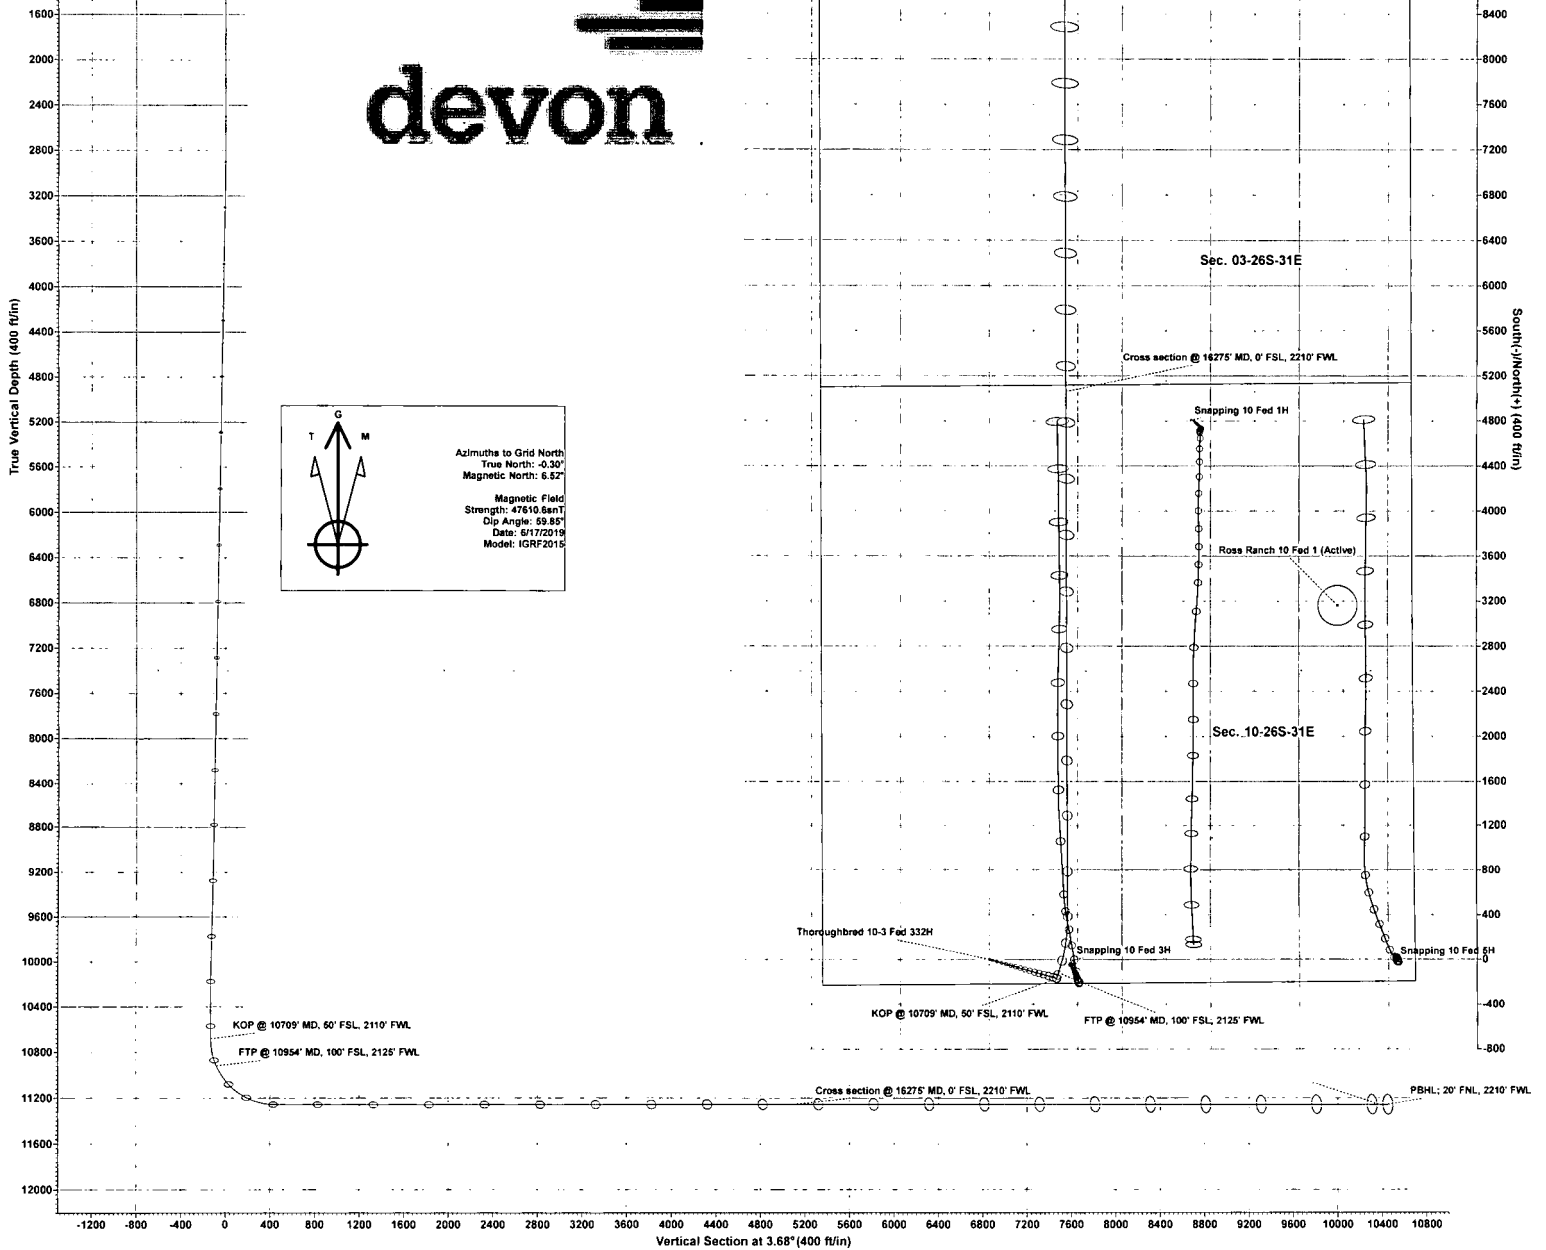 devon
True Vertical Depth (400 ft/in)
1600
2000
2400
2800
3200
3600
4000
4400
4800
5200
5600
6000
6400
6800
7200
7600
8000
8400
8800
9200
9600
10000
10400
10800
11200
11600
12000
G
T M
Azimuths to Grid North
True North: -0.30°
Magnetic North: 6.52°
Magnetic Field
Strength: 47610.6snT
Dip Angle: 59.85°
Date: 6/17/2019
Model: IGRF2015
KOP @ 10709' MD, 50' FSL, 2110' FWL
FTP @ 10954' MD, 100' FSL, 2125' FWL
Cross section @ 16275' MD, 0' FSL, 2210' FWL
PBHL; 20' FNL, 2210' FWL
-1200 -800 -400 0 400 800 1200 1600 2000 2400 2800 3200 3600 4000 4400 4800 5200 5600 6000 6400 6800 7200 7600 8000 8400 8800 9200 9600 10000 10400 10800
Vertical Section at 3.68° (400 ft/in)
Sec. 03-26S-31E
Cross section @ 16275' MD, 0' FSL, 2210' FWL
Snapping 10 Fed 1H
Ross Ranch 10 Fed 1 (Active)
Sec. 10-26S-31E
Thoroughbred 10-3 Fed 332H
Snapping 10 Fed 3H
Snapping 10 Fed 5H
KOP @ 10709' MD, 50' FSL, 2110' FWL
FTP @ 10954' MD, 100' FSL, 2125' FWL
8400
8000
7600
7200
6800
6400
6000
5600
5200
4800
4400
4000
3600
3200
2800
2400
2000
1600
1200
800
400
0
-400
-800
South(-)/North(+) (400 ft/in)